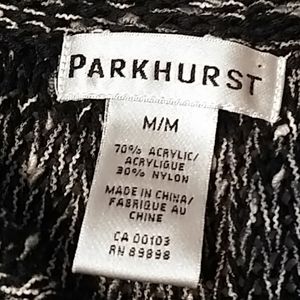 PARKHURST
M/M
70% ACRYLIC/
ACRYLIQUE
30% NYLON
MADE IN CHINA/
FABRIQUE AU
CHINE
CA 00103
RN 89898